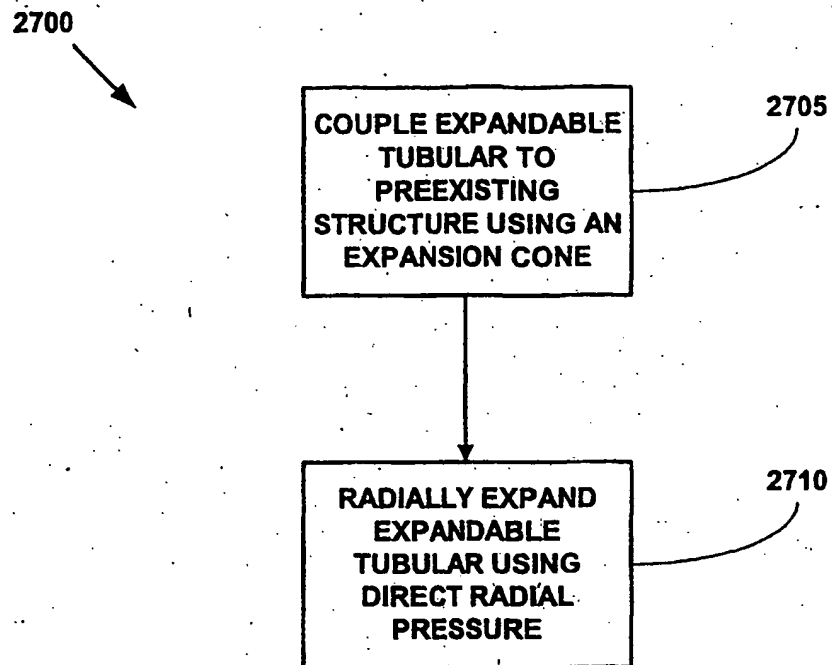 2700
COUPLE EXPANDABLE
TUBULAR TO
PREEXISTING
STRUCTURE USING AN
EXPANSION CONE
2705
RADIALLY EXPAND
EXPANDABLE
TUBULAR USING
DIRECT RADIAL
PRESSURE
2710